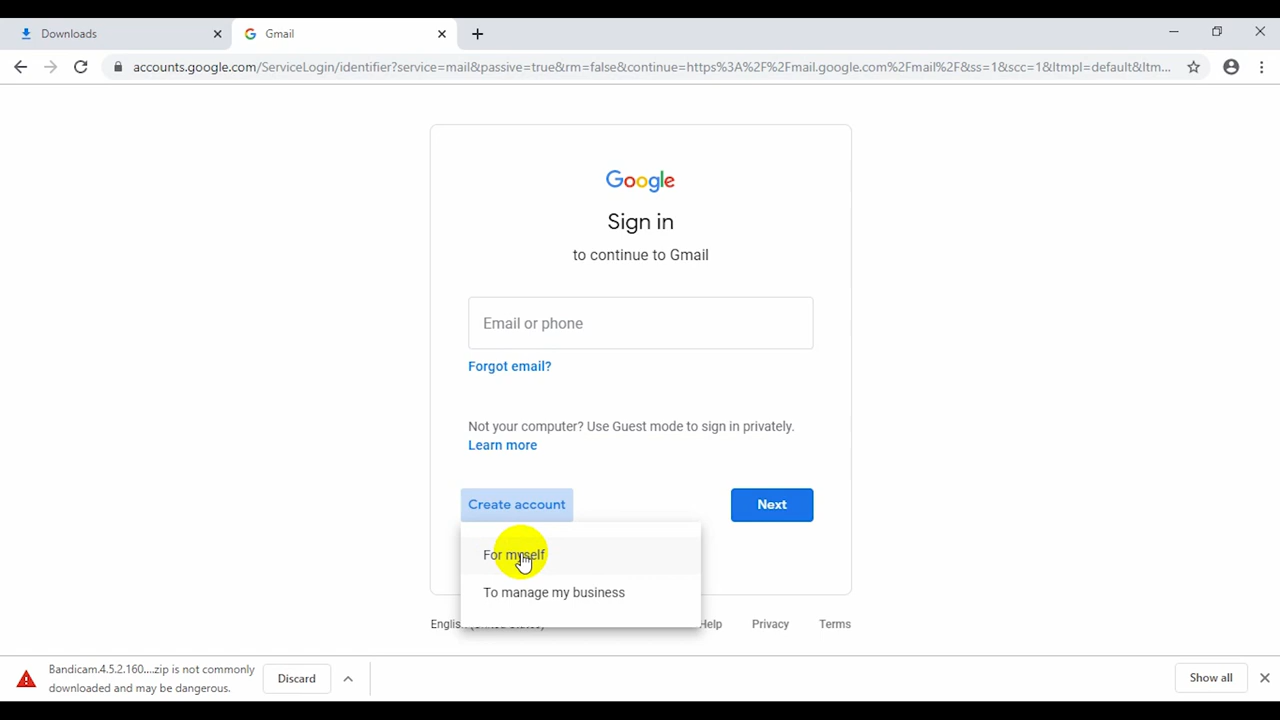 Downloads
Gmail
accounts.google.com/ServiceLogin/identifier?service=mail&passive=true&rm=false&continue=https%3A%2F%2Fmail.google.com%2Fmail%2F&ss=1&scc=1&ltmpl=default&ltm...
Google
Sign in
to continue to Gmail
Email or phone
Forgot email?
Not your computer? Use Guest mode to sign in privately.
Learn more
Create account
Next
For myself
To manage my business
Help Privacy Terms
Bandicam.4.5.2.160....zip is not commonly
downloaded and may be dangerous.
Discard
Show all